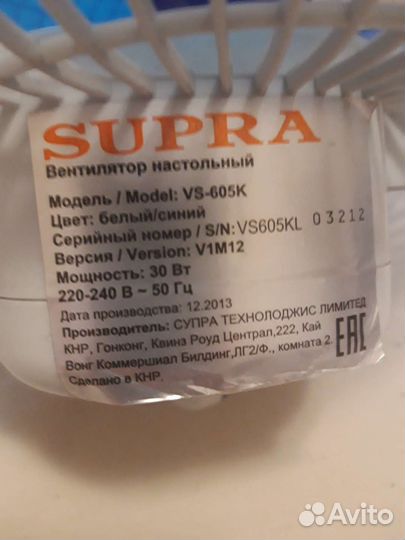 SUPRA
Вентилятор настольный
Модель / Model: VS-605K
Цвет: белый/синий
Серийный номер / S/N: VS605KL 03212
Версия / Version: V1M12
Мощность: 30 Вт
220-240 В ~ 50 Гц
Дата производства: 12.2013
Производитель: СУПРА ТЕХНОЛОДЖИС ЛИМИТЕД
КНР, Гонконг, Квина Роуд Централ,222, Кай
Вонг Коммершиал Билдинг,ЛГ2/Ф., комната 2.
Сделано в КНР.
EAC
Avito